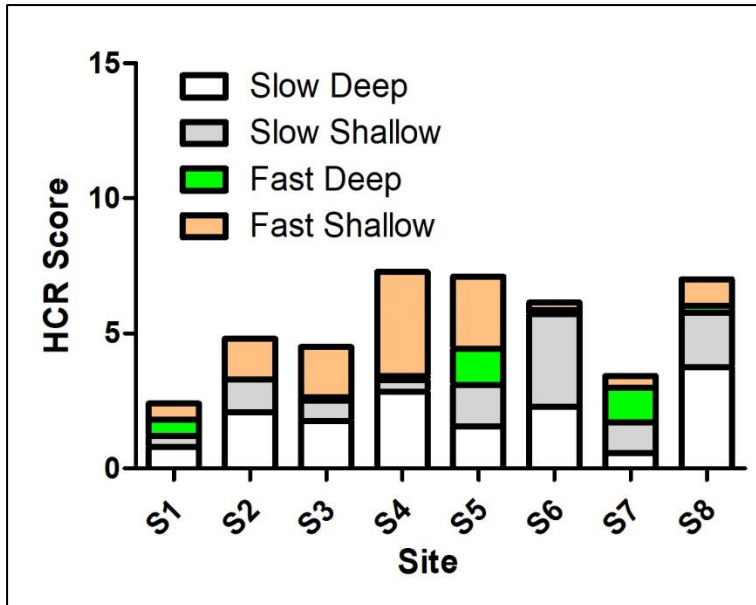 15
Slow Deep
Slow Shallow
Fast Deep
Fast Shallow
10
HCR Score
5
0
S1 S2 S3 S4 S5 S6 S7 S8
Site